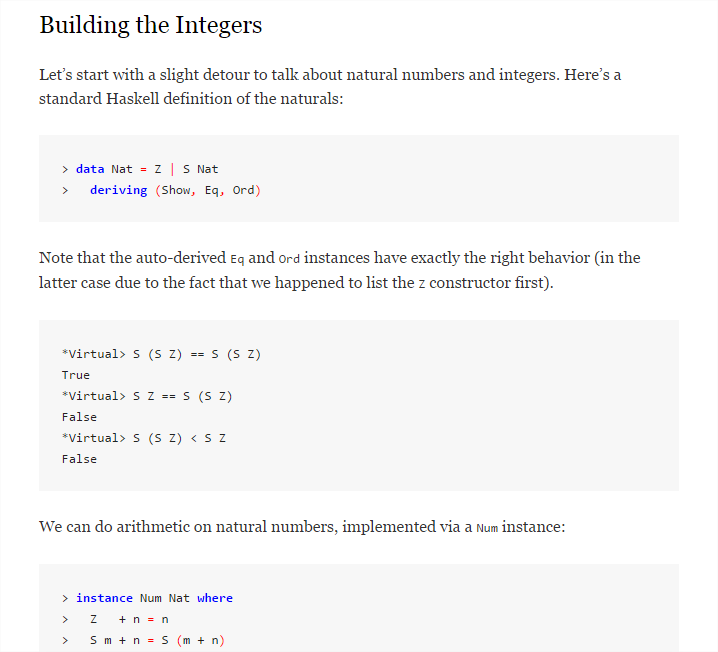 Building the Integers
Let’s start with a slight detour to talk about natural numbers and integers. Here’s a
standard Haskell definition of the naturals:
> data Nat = Z | S Nat
>   deriving (Show, Eq, Ord)
Note that the auto-derived Eq and Ord instances have exactly the right behavior (in the
latter case due to the fact that we happened to list the Z constructor first).
*Virtual> S (S Z) == S (S Z)
True
*Virtual> S Z == S (S Z)
False
*Virtual> S (S Z) < S Z
False
We can do arithmetic on natural numbers, implemented via a Num instance:
> instance Num Nat where
>   Z   + n = n
>   S m + n = S (m + n)